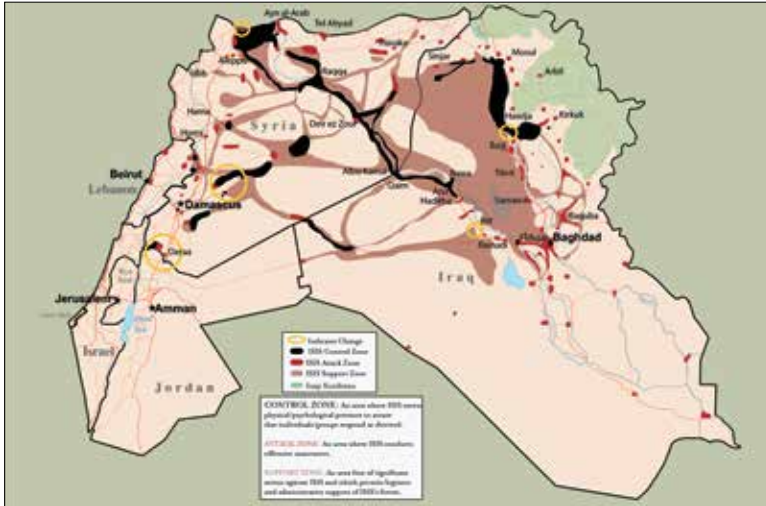 Ayn al-Arab
Tel Abyad
Aleppo
Raqqa
Sinjar
Mosul
Arbil
Idlib
Hama
Homs
Syria
Deir ez Zour
Hawija
Kirkuk
Baiji
Tikrit
Albu Kamal
Qaim
Rawa
Haditha
Samarra
Beirut
Lebanon
Damascus
Hit
Ramadi
Baquba
Baghdad
Daraa
Iraq
Jerusalem
Amman
Israel
Jordan
Indicates Change
ISIS Control Zone
ISIS Attack Zone
ISIS Support Zone
Iraqi Kurdistan
CONTROL ZONE: An area where ISIS exerts
physical/psychological pressure to assure
that individuals/groups respond as directed.
ATTACK ZONE: An area where ISIS conducts
offensive maneuvers.
SUPPORT ZONE: An area free of significant
action against ISIS and which permits logistics
and administrative support of ISIS's forces.